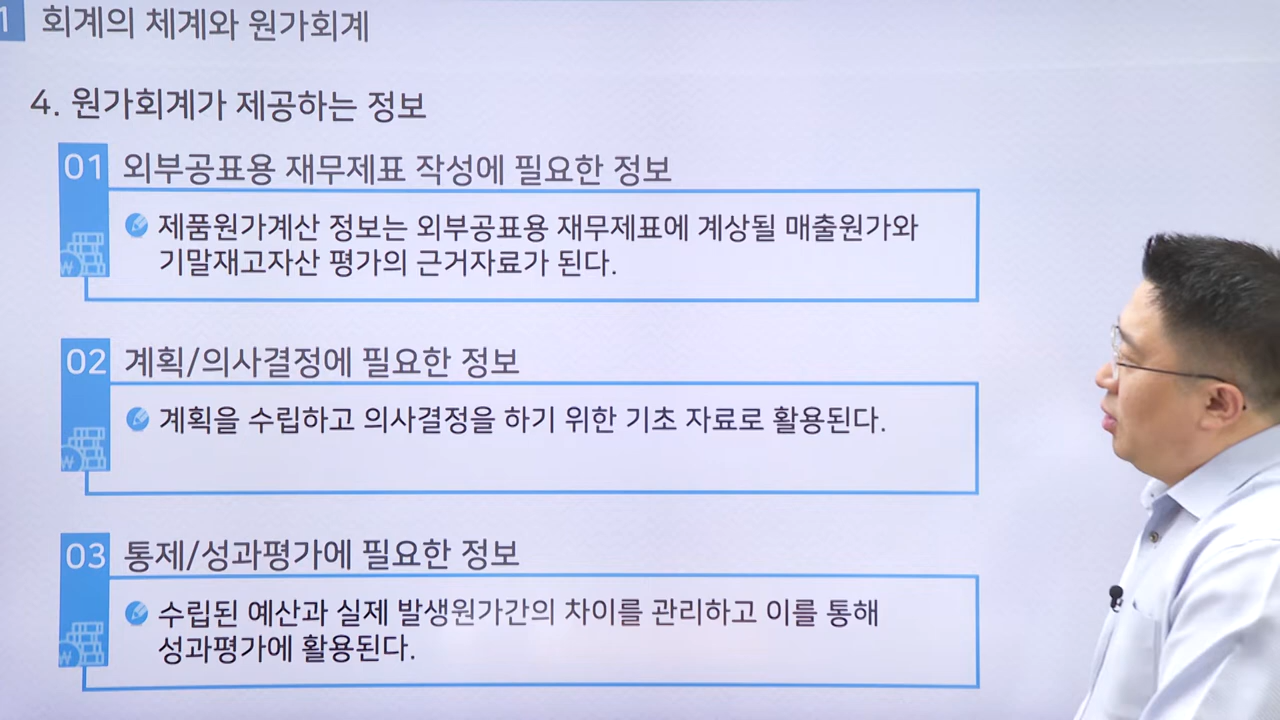 1 회계의 체계와 원가회계
4. 원가회계가 제공하는 정보
01 외부공표용 재무제표 작성에 필요한 정보
제품원가계산 정보는 외부공표용 재무제표에 계상될 매출원가와
기말재고자산 평가의 근거자료가 된다.
02 계획/의사결정에 필요한 정보
계획을 수립하고 의사결정을 하기 위한 기초 자료로 활용된다.
03 통제/성과평가에 필요한 정보
수립된 예산과 실제 발생원가간의 차이를 관리하고 이를 통해
성과평가에 활용된다.